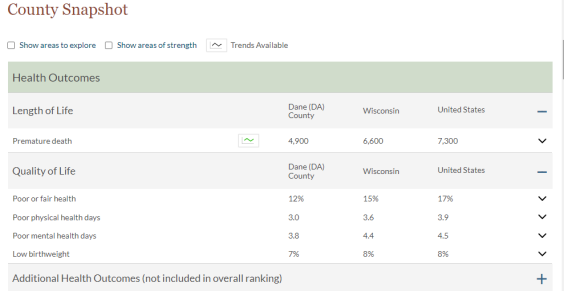 County Snapshot
Show areas to explore Show areas of strength Trends Available
Health Outcomes
Length of Life Dane (DA) County Wisconsin United States
Premature death 4,900 6,600 7,300
Quality of Life Dane (DA) County Wisconsin United States
Poor or fair health 12% 15% 17%
Poor physical health days 3.0 3.6 3.9
Poor mental health days 3.8 4.4 4.5
Low birthweight 7% 8% 8%
Additional Health Outcomes (not included in overall ranking)